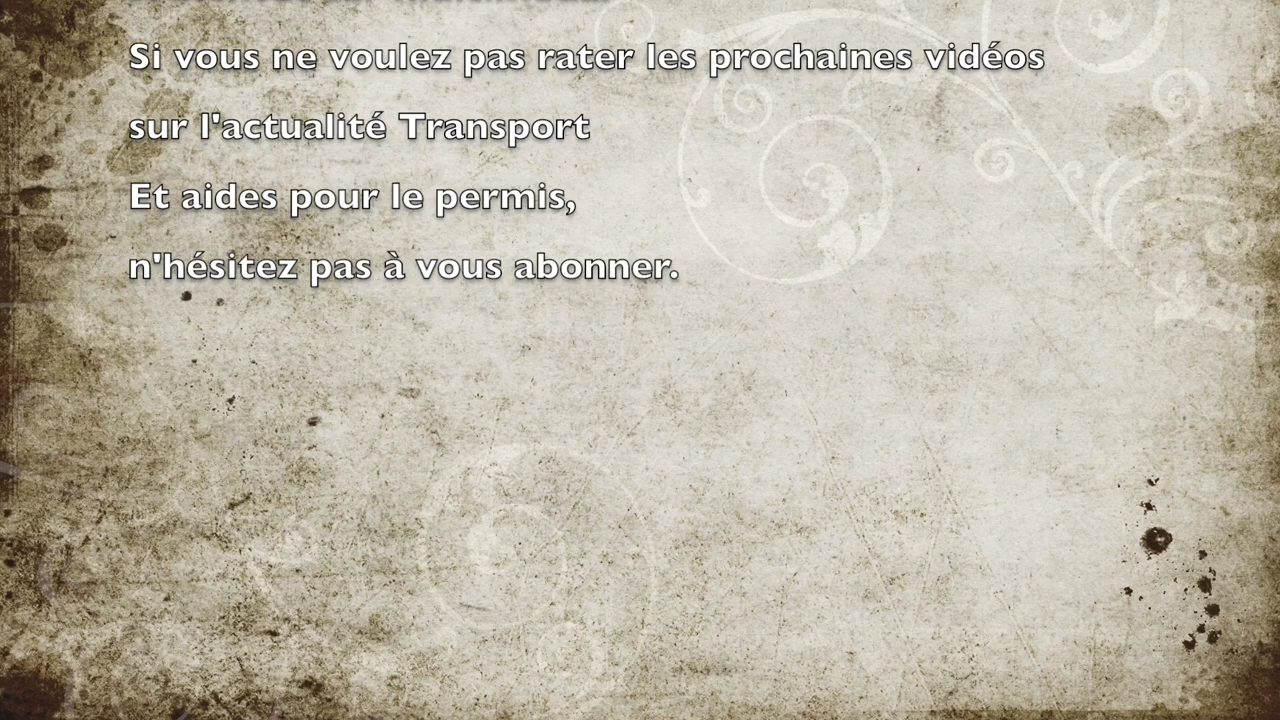 Si vous ne voulez pas rater les prochaines vidéos
sur l'actualité Transport
Et aides pour le permis,
n'hésitez pas à vous abonner.